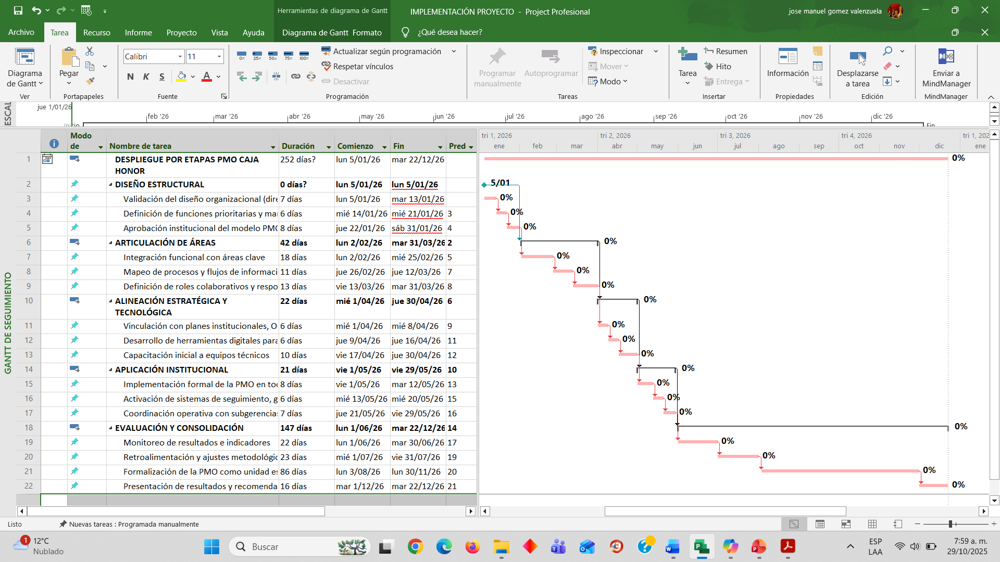 Herramientas de diagrama de Gantt
IMPLEMENTACIÓN PROYECTO - Project Profesional
jose manuel gomez valenzuela
Archivo Tarea Recurso Informe Proyecto Vista Ayuda Diagrama de Gantt Formato ¿Qué desea hacer?
Diagrama de Gantt
Ver
Pegar
Portapapeles
Calibri 11
N K S A
Fuente
0% 25% 50% 75% 100%
Actualizar según programación
Respetar vínculos
Desactivar
Programación
Programar manualmente
Autoprogramar
Inspeccionar
Mover
Modo
Tareas
Tarea
Resumen
Hito
Entrega
Insertar
Información
Propiedades
Desplazarse a tarea
Edición
Enviar a MindManager
MindManager
ESCAL
jue 1/01/26
Inicio
feb '26 mar '26 abr '26 may '26 jun '26 jul '26 ago '26 sep '26 oct '26 nov '26 dic '26
Fin
GANTT DE SEGUIMIENTO
Modo de Nombre de tarea Duración Comienzo Fin Pred
tri 1, 2026 tri 2, 2026 tri 3, 2026 tri 4, 2026 tri 1, 202
ene feb mar abr may jun jul ago sep oct nov dic ene
1 DESPLIEGUE POR ETAPAS PMO CAJA HONOR 252 días? lun 5/01/26 mar 22/12/26 0%
2 DISEÑO ESTRUCTURAL 0 días? lun 5/01/26 lun 5/01/26 5/01
3 Validación del diseño organizacional (dire 7 días lun 5/01/26 mar 13/01/26 0%
4 Definición de funciones prioritarias y mar 6 días mié 14/01/26 mié 21/01/26 3 0%
5 Aprobación institucional del modelo PMO 8 días jue 22/01/26 sáb 31/01/26 4 0%
6 ARTICULACIÓN DE ÁREAS 42 días lun 2/02/26 mar 31/03/26 2 0%
7 Integración funcional con áreas clave 18 días lun 2/02/26 mié 25/02/26 5 0%
8 Mapeo de procesos y flujos de informaci 11 días jue 26/02/26 jue 12/03/26 7 0%
9 Definición de roles colaborativos y respo 13 días vie 13/03/26 mar 31/03/26 8 0%
10 ALINEACIÓN ESTRATÉGICA Y TECNOLÓGICA 22 días mié 1/04/26 jue 30/04/26 6 0%
11 Vinculación con planes institucionales, O 6 días mié 1/04/26 mié 8/04/26 9 0%
12 Desarrollo de herramientas digitales para 6 días jue 9/04/26 jue 16/04/26 11 0%
13 Capacitación inicial a equipos técnicos 10 días vie 17/04/26 jue 30/04/26 12 0%
14 APLICACIÓN INSTITUCIONAL 21 días vie 1/05/26 vie 29/05/26 10 0%
15 Implementación formal de la PMO en too 8 días vie 1/05/26 mar 12/05/26 13 0%
16 Activación de sistemas de seguimiento, g 6 días mié 13/05/26 mié 20/05/26 15 0%
17 Coordinación operativa con subgerencias 7 días jue 21/05/26 vie 29/05/26 16 0%
18 EVALUACIÓN Y CONSOLIDACIÓN 147 días lun 1/06/26 mar 22/12/26 14 0%
19 Monitoreo de resultados e indicadores 22 días lun 1/06/26 mar 30/06/26 17 0%
20 Retroalimentación y ajustes metodológic 23 días mié 1/07/26 vie 31/07/26 19 0%
21 Formalización de la PMO como unidad es 86 días lun 3/08/26 lun 30/11/26 20 0%
22 Presentación de resultados y recomenda 16 días mar 1/12/26 mar 22/12/26 21 0%
Listo Nuevas tareas : Programada manualmente
1 12°C
Nublado
Buscar
ESP
LAA
7:59 a. m.
29/10/2025